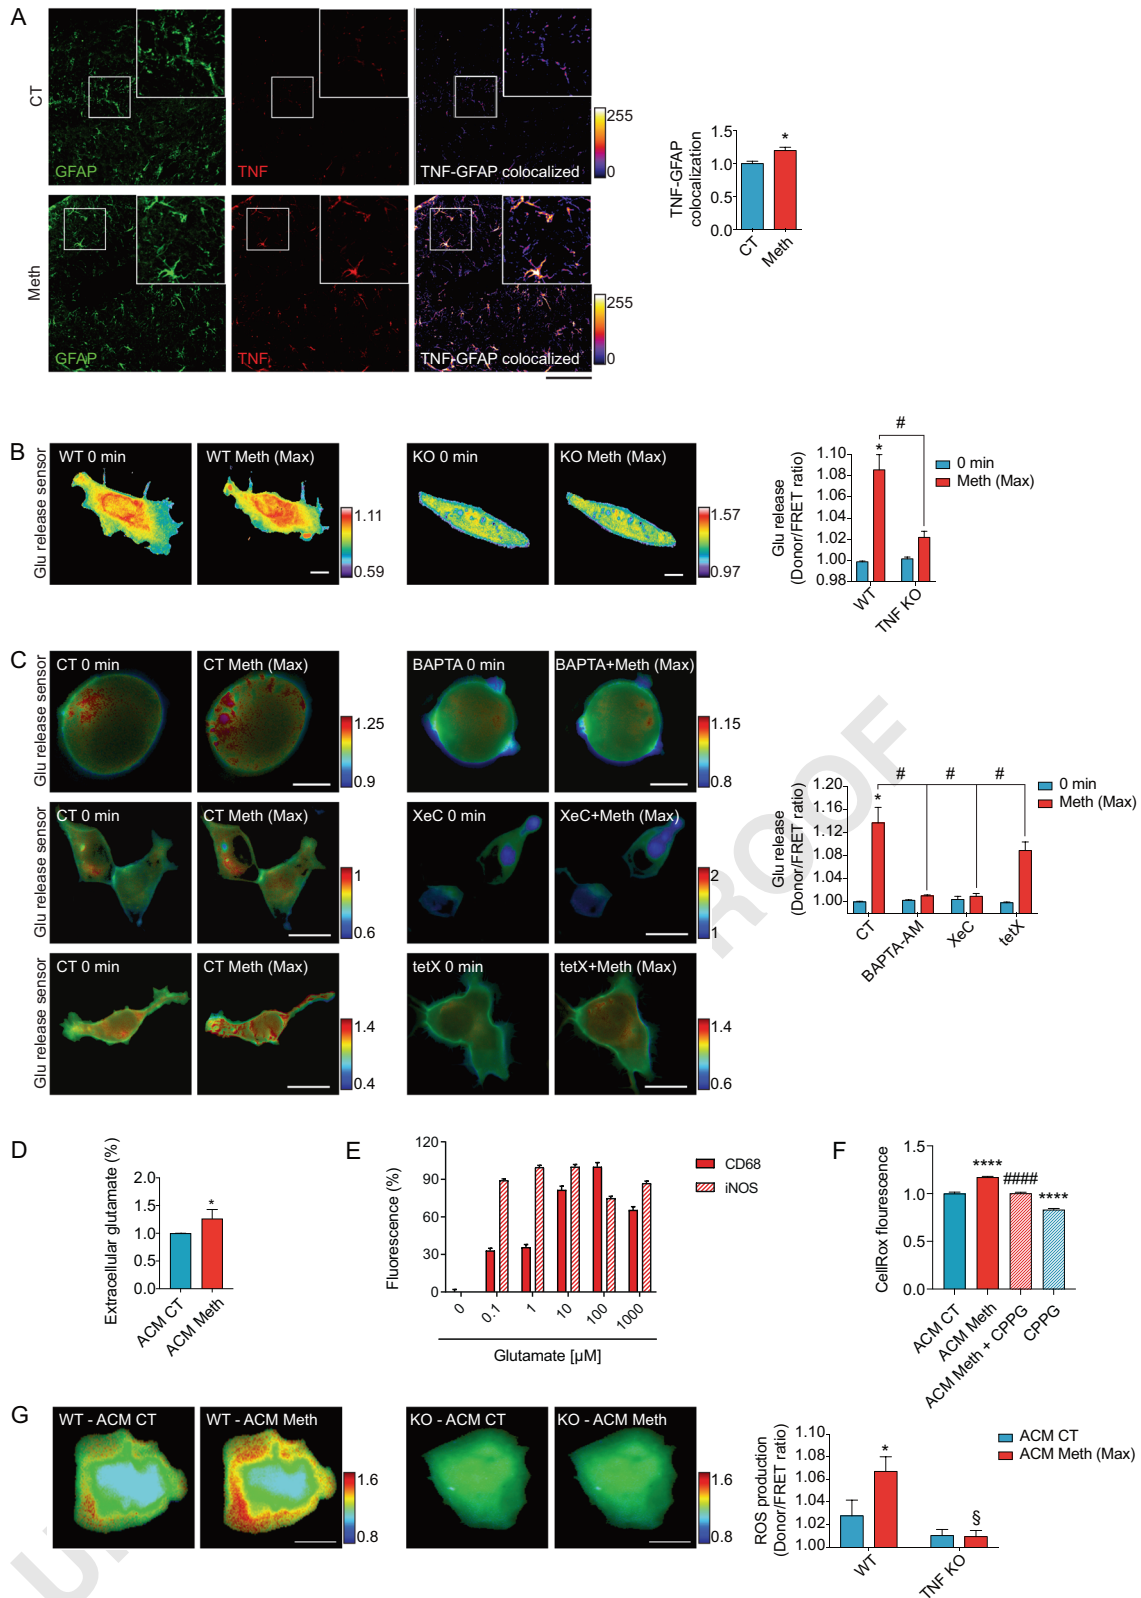 A
CT
GFAP
TNF
TNF-GFAP colocalized
255
0
Meth
GFAP
TNF
TNF-GFAP colocalized
255
0
TNF-GFAP
colocalization
1.5
1.0
0.5
0.0
*
CT
Meth
B
Glu release sensor
WT 0 min
WT Meth (Max)
1.11
0.59
KO 0 min
KO Meth (Max)
1.57
0.97
Glu release
(Donor/FRET ratio)
1.10
1.08
1.06
1.04
1.02
1.00
0.98
*
#
0 min
Meth (Max)
WT
TNF KO
C
Glu release sensor
CT 0 min
CT Meth (Max)
1.25
0.9
BAPTA 0 min
BAPTA+Meth (Max)
1.15
0.8
Glu release sensor
CT 0 min
CT Meth (Max)
1
0.6
XeC 0 min
XeC+Meth (Max)
2
1
Glu release sensor
CT 0 min
CT Meth (Max)
1.4
0.4
tetX 0 min
tetX+Meth (Max)
1.4
0.6
Glu release
(Donor/FRET ratio)
1.20
1.16
1.12
1.08
1.04
1.00
*
# # #
0 min
Meth (Max)
CT
BAPTA-AM
XeC
tetX
D
Extracellular glutamate (%)
2.0
1.5
1.0
0.5
0.0
*
ACM CT
ACM Meth
E
Fluorescence (%)
120
90
60
30
0
0 0.1 1 10 100 1000
Glutamate [µM]
CD68
iNOS
F
CellRox flourescence
1.5
1.0
0.5
0.0
****
####
****
ACM CT
ACM Meth
ACM Meth + CPPG
CPPG
G
WT - ACM CT
WT - ACM Meth
1.6
0.8
KO - ACM CT
KO - ACM Meth
1.6
0.8
ROS production
(Donor/FRET ratio)
1.10
1.08
1.06
1.04
1.02
1.00
*
§
ACM CT
ACM Meth (Max)
WT
TNF KO
ROOF